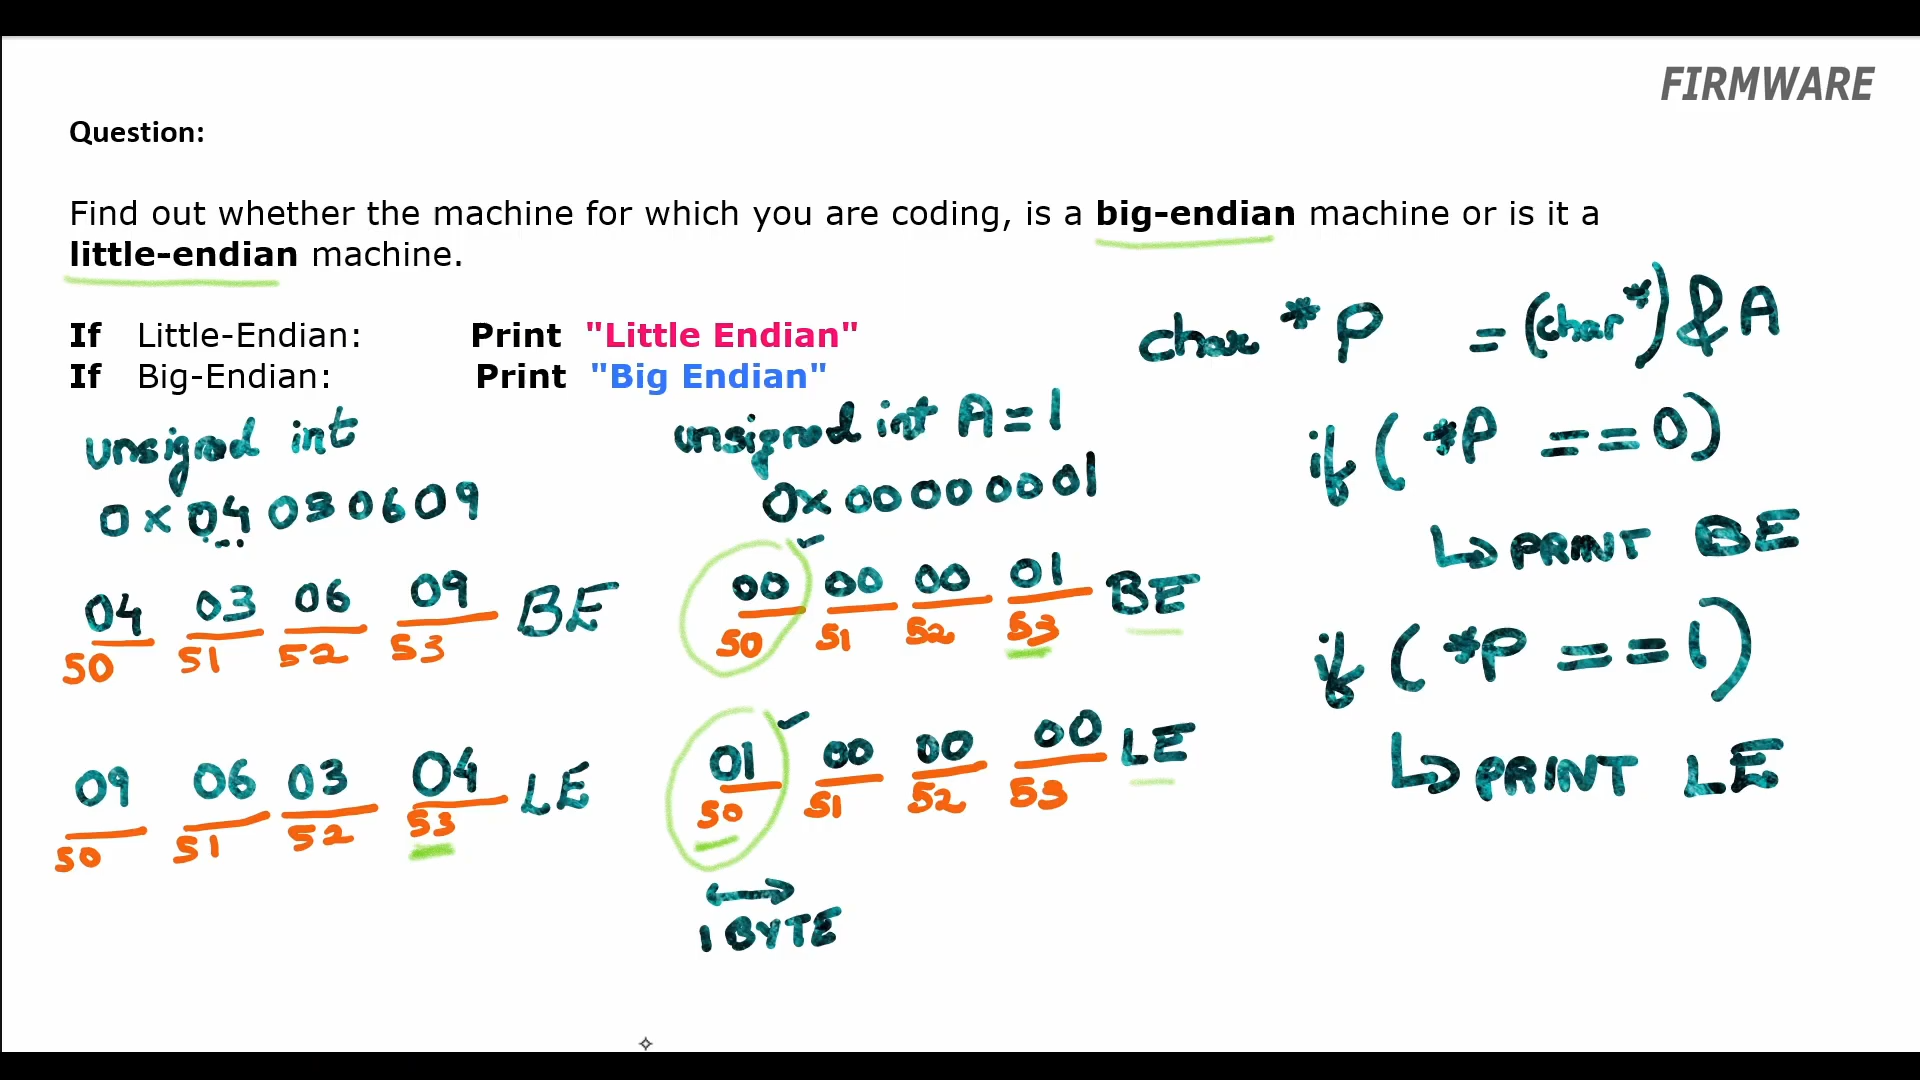 FIRMWARE
Question:
Find out whether the machine for which you are coding, is a big-endian machine or is it a
little-endian machine.
If Little-Endian: Print "Little Endian"
If Big-Endian: Print "Big Endian"
unsigned int
0x04030609
04 03 06 09 BE
50 51 52 53
09 06 03 04 LE
50 51 52 53
unsigned int A=1
0x00000001
00 00 00 01 BE
50 51 52 53
01 00 00 00 LE
50 51 52 53
1 BYTE
char *P = (char*) &A
if (*P ==0)
↳ PRINT BE
if (*P ==1)
↳ PRINT LE